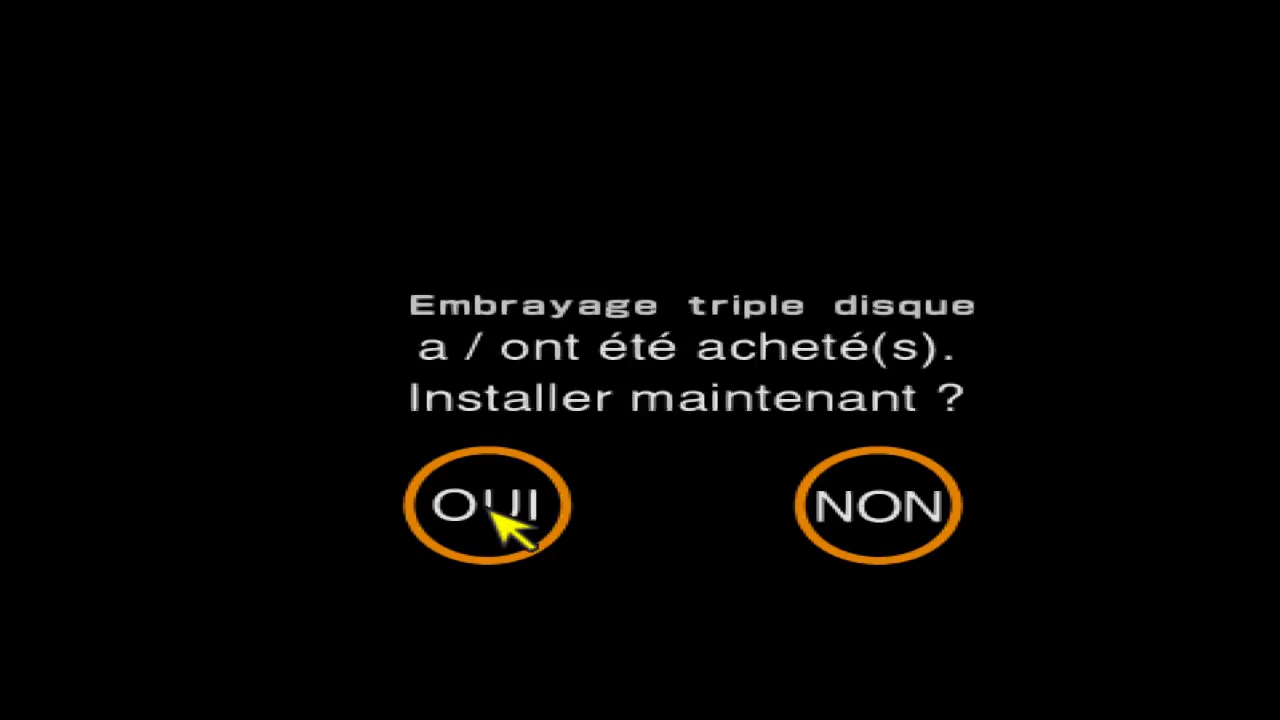 Embrayage triple disque
a / ont été acheté(s).
Installer maintenant ?
OUI NON